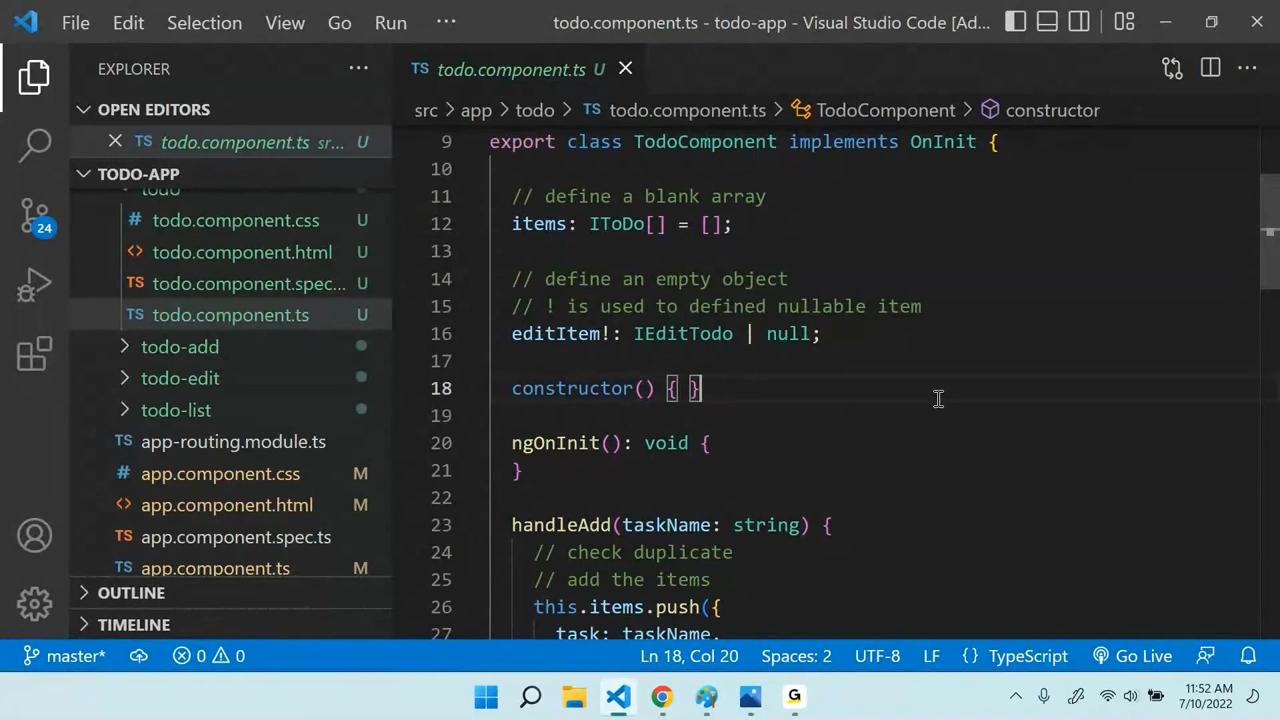 File Edit Selection View Go Run ··· todo.component.ts - todo-app - Visual Studio Code [Ad...
EXPLORER ···
OPEN EDITORS
TS todo.component.ts sr... U
TODO-APP
todo
# todo.component.css U
<> todo.component.html U
TS todo.component.spec... U
TS todo.component.ts U
todo-add
todo-edit
todo-list
TS app-routing.module.ts
# app.component.css M
<> app.component.html M
TS app.component.spec.ts
TS app.component.ts M
OUTLINE
TIMELINE
24
TS todo.component.ts U
src > app > todo > TS todo.component.ts > TodoComponent > constructor
9 export class TodoComponent implements OnInit {
10
11 // define a blank array
12 items: IToDo[] = [];
13
14 // define an empty object
15 // ! is used to defined nullable item
16 editItem!: IEditTodo | null;
17
18 constructor() { }
19
20 ngOnInit(): void {
21 }
22
23 handleAdd(taskName: string) {
24 // check duplicate
25 // add the items
26 this.items.push({
27 task: taskName,
master* 0 0 Ln 18, Col 20 Spaces: 2 UTF-8 LF {} TypeScript Go Live
G
11:52 AM
7/10/2022